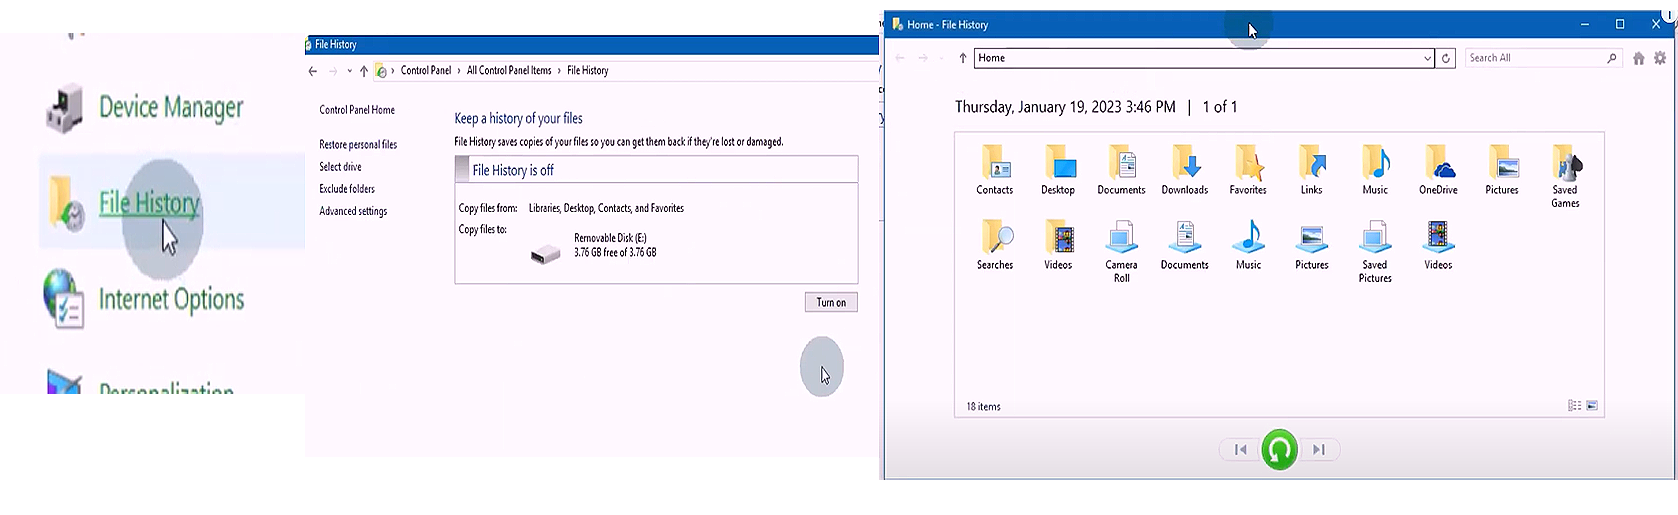 Device Manager
File History
Internet Options
Personalization
File History
Control Panel > All Control Panel Items > File History
Control Panel Home
Restore personal files
Select drive
Exclude folders
Advanced settings
Keep a history of your files
File History saves copies of your files so you can get them back if they're lost or damaged.
File History is off
Copy files from: Libraries, Desktop, Contacts, and Favorites
Copy files to:
Removable Disk (E:)
3.76 GB free of 3.76 GB
Turn on
Home - File History
Home
Search All
Thursday, January 19, 2023 3:46 PM | 1 of 1
Contacts Desktop Documents Downloads Favorites Links Music OneDrive Pictures Saved Games
Searches Videos Camera Roll Documents Music Pictures Saved Pictures Videos
18 items